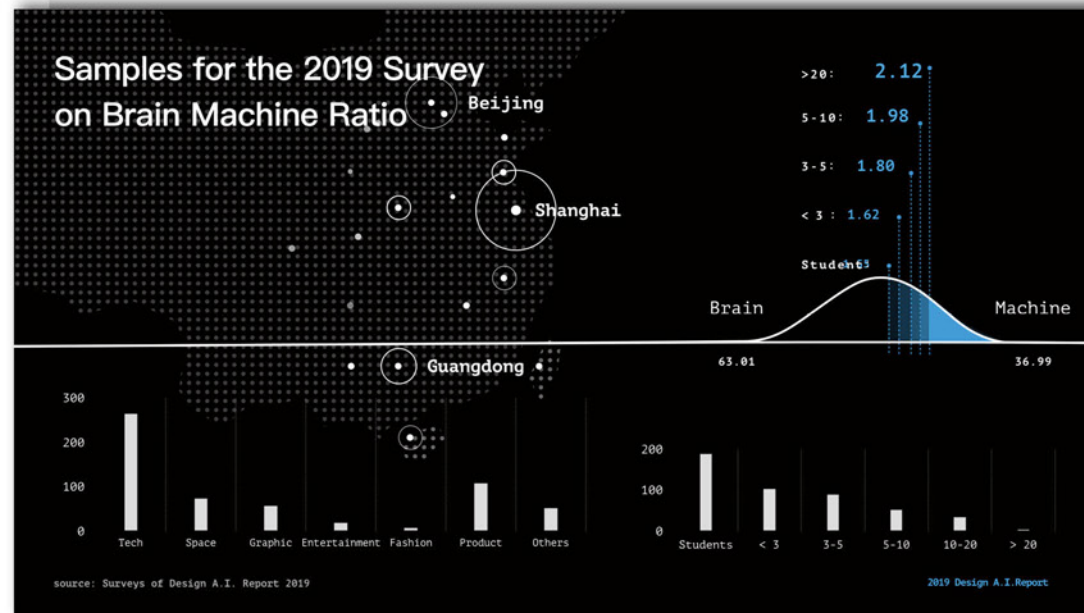 Samples for the 2019 Survey
on Brain Machine Ratio
Beijing
Shanghai
Guangdong
>20: 2.12
5-10: 1.98
3-5: 1.80
< 3 : 1.62
Student:
Brain
Machine
63.01
36.99
300
200
100
0
Tech Space Graphic Entertainment Fashion Product Others
200
100
0
Students < 3 3-5 5-10 10-20 > 20
source: Surveys of Design A.I. Report 2019
2019 Design A.I.Report